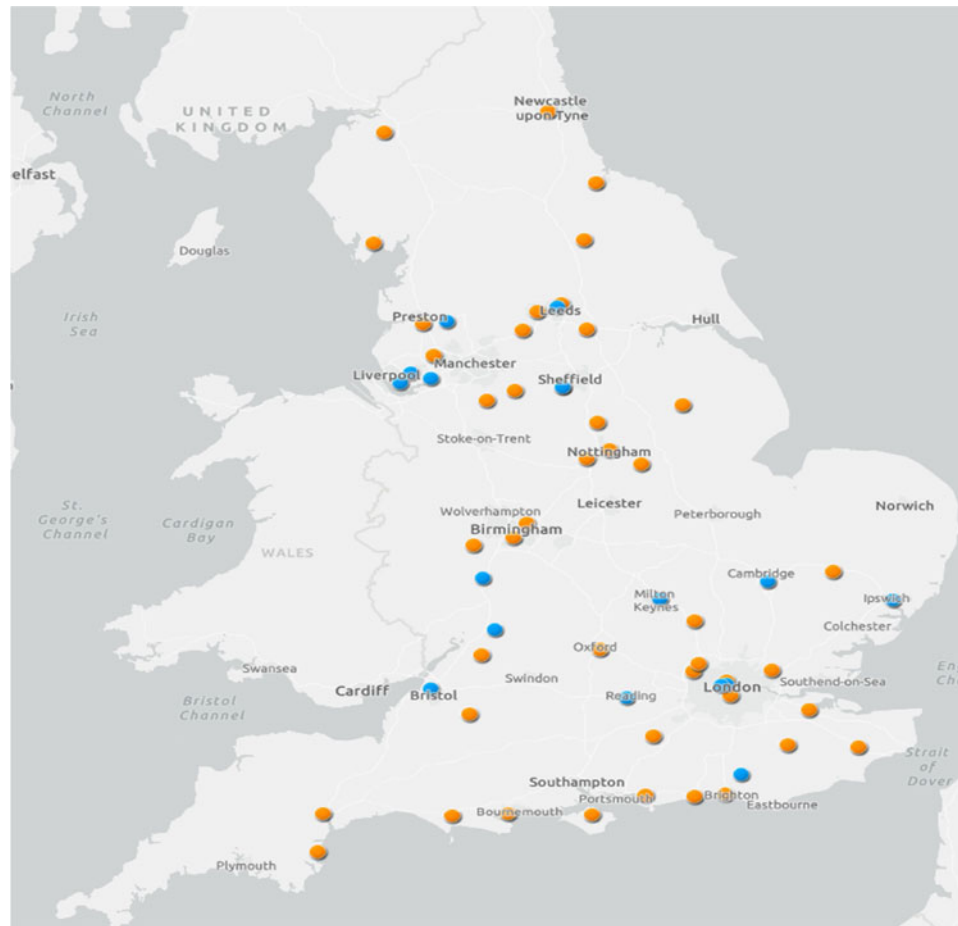 Newcastle
upon-Tyne
North
Channel
UNITED
KINGDOM
elfast
Douglas
Irish
Sea
Preston
Leeds
Hull
Manchester
Liverpool
Sheffield
Stoke-on-Trent
Nottingham
St.
George's
Channel
Cardigan
Bay
WALES
Wolverhampton
Birmingham
Leicester
Peterborough
Norwich
Cambridge
Milton
Keynes
Ipswich
Colchester
Oxford
Swansea
Cardiff
Bristol
Swindon
Reading
London
Southend-on-Sea
En
Ch
Bristol
Channel
Strait
of
Dover
Southampton
Portsmouth
Brighton
Eastbourne
Bournemouth
Plymouth